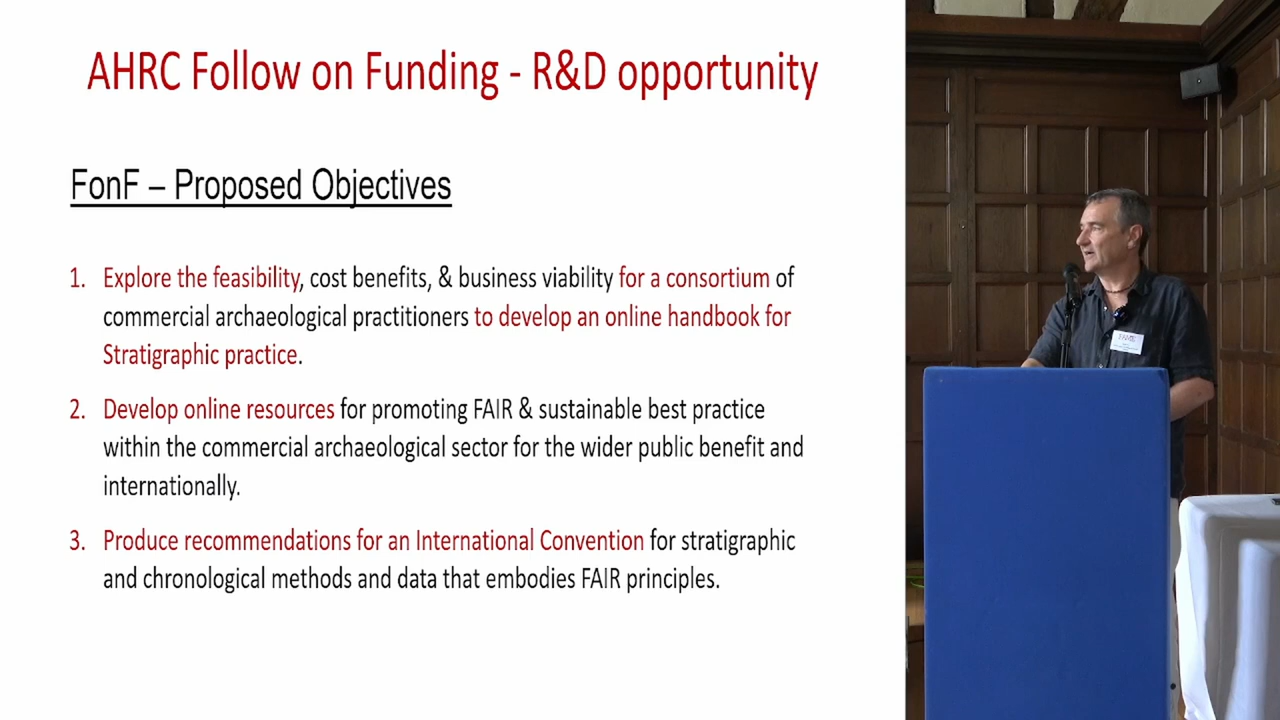 AHRC Follow on Funding - R&D opportunity
FonF – Proposed Objectives
1. Explore the feasibility, cost benefits, & business viability for a consortium of
commercial archaeological practitioners to develop an online handbook for
Stratigraphic practice.
2. Develop online resources for promoting FAIR & sustainable best practice
within the commercial archaeological sector for the wider public benefit and
internationally.
3. Produce recommendations for an International Convention for stratigraphic
and chronological methods and data that embodies FAIR principles.